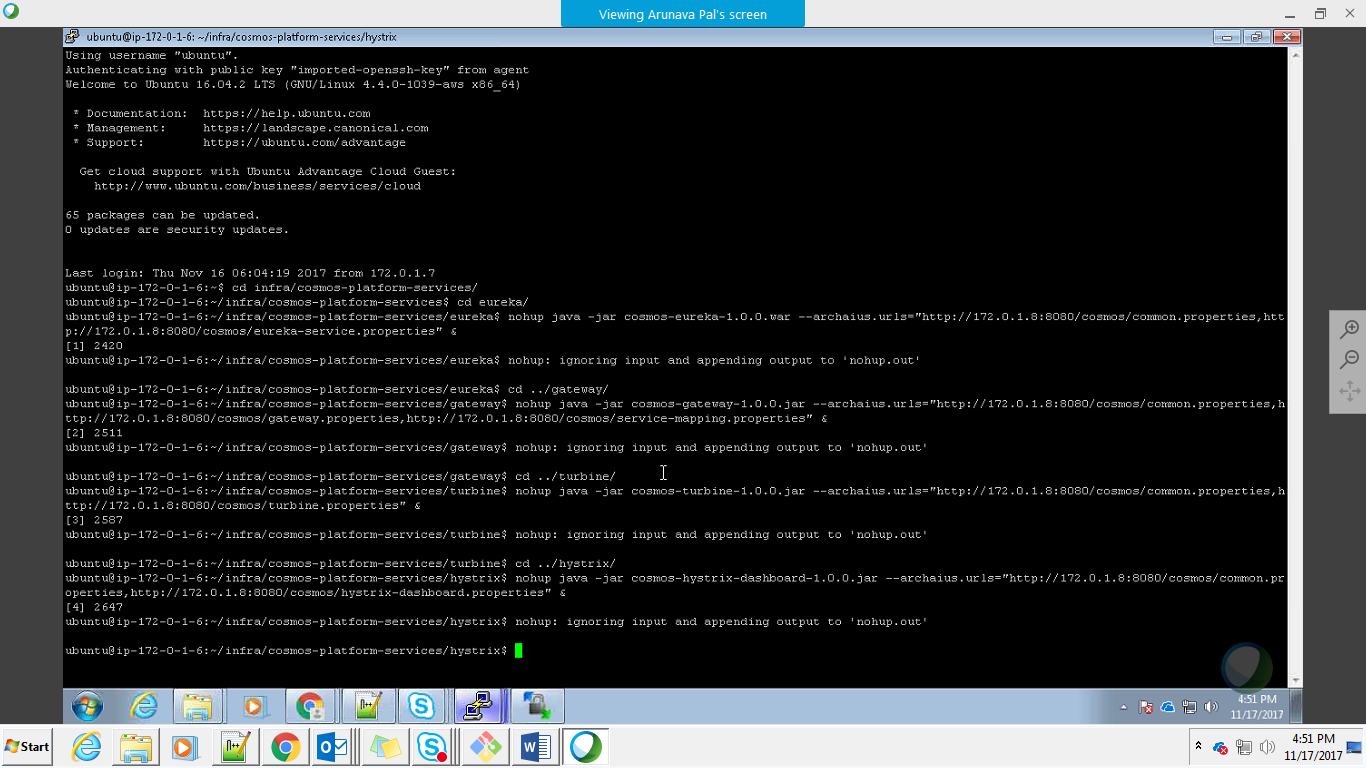 Viewing Arunava Pal's screen
ubuntu@ip-172-0-1-6: ~/infra/cosmos-platform-services/hystrix
Using username "ubuntu".
Authenticating with public key "imported-openssh-key" from agent
Welcome to Ubuntu 16.04.2 LTS (GNU/Linux 4.4.0-1039-aws x86_64)
* Documentation:  https://help.ubuntu.com
* Management:     https://landscape.canonical.com
* Support:        https://ubuntu.com/advantage
Get cloud support with Ubuntu Advantage Cloud Guest:
http://www.ubuntu.com/business/services/cloud
65 packages can be updated.
0 updates are security updates.
Last login: Thu Nov 16 06:04:19 2017 from 172.0.1.7
ubuntu@ip-172-0-1-6:~$ cd infra/cosmos-platform-services/
ubuntu@ip-172-0-1-6:~/infra/cosmos-platform-services$ cd eureka/
ubuntu@ip-172-0-1-6:~/infra/cosmos-platform-services/eureka$ nohup java -jar cosmos-eureka-1.0.0.war --archaius.urls="http://172.0.1.8:8080/cosmos/common.properties,htt
p://172.0.1.8:8080/cosmos/eureka-service.properties" &
[1] 2420
ubuntu@ip-172-0-1-6:~/infra/cosmos-platform-services/eureka$ nohup: ignoring input and appending output to 'nohup.out'
ubuntu@ip-172-0-1-6:~/infra/cosmos-platform-services/eureka$ cd ../gateway/
ubuntu@ip-172-0-1-6:~/infra/cosmos-platform-services/gateway$ nohup java -jar cosmos-gateway-1.0.0.jar --archaius.urls="http://172.0.1.8:8080/cosmos/common.properties,h
ttp://172.0.1.8:8080/cosmos/gateway.properties,http://172.0.1.8:8080/cosmos/service-mapping.properties" &
[2] 2511
ubuntu@ip-172-0-1-6:~/infra/cosmos-platform-services/gateway$ nohup: ignoring input and appending output to 'nohup.out'
ubuntu@ip-172-0-1-6:~/infra/cosmos-platform-services/gateway$ cd ../turbine/
ubuntu@ip-172-0-1-6:~/infra/cosmos-platform-services/turbine$ nohup java -jar cosmos-turbine-1.0.0.jar --archaius.urls="http://172.0.1.8:8080/cosmos/common.properties,h
ttp://172.0.1.8:8080/cosmos/turbine.properties" &
[3] 2587
ubuntu@ip-172-0-1-6:~/infra/cosmos-platform-services/turbine$ nohup: ignoring input and appending output to 'nohup.out'
ubuntu@ip-172-0-1-6:~/infra/cosmos-platform-services/turbine$ cd ../hystrix/
ubuntu@ip-172-0-1-6:~/infra/cosmos-platform-services/hystrix$ nohup java -jar cosmos-hystrix-dashboard-1.0.0.jar --archaius.urls="http://172.0.1.8:8080/cosmos/common.pr
operties,http://172.0.1.8:8080/cosmos/hystrix-dashboard.properties" &
[4] 2647
ubuntu@ip-172-0-1-6:~/infra/cosmos-platform-services/hystrix$ nohup: ignoring input and appending output to 'nohup.out'
ubuntu@ip-172-0-1-6:~/infra/cosmos-platform-services/hystrix$
4:51 PM
11/17/2017
Start
4:51 PM
11/17/2017